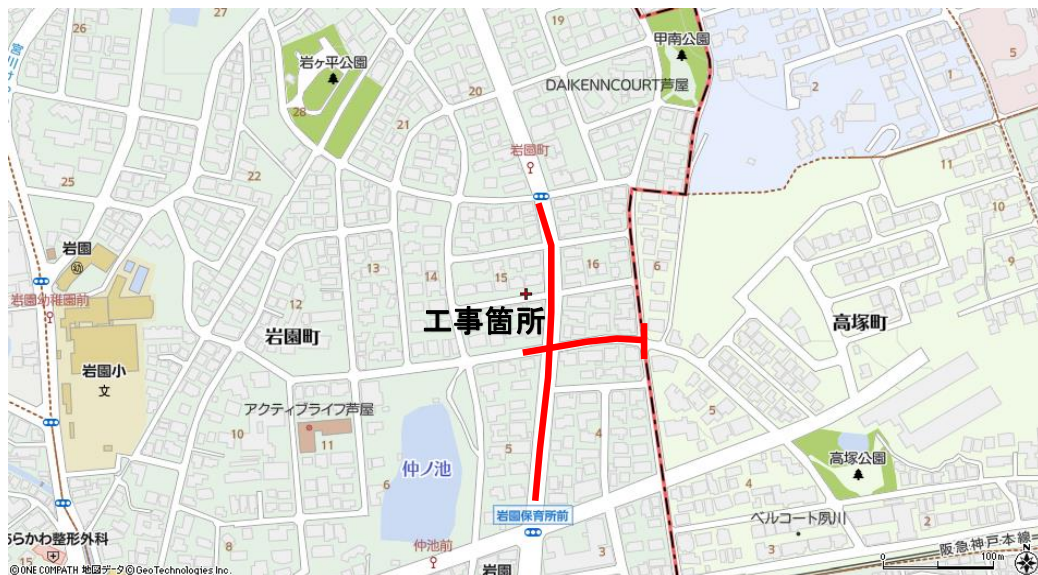 27
26
19
宮川け
岩ヶ平公園
甲南公園
5
1
DAIKENNCOURT芦屋
2
20
28
21
岩園町
11
22
25
10
岩園
幼
13
14
15
16
6
9
岩園幼稚園前
12
工事箇所
高塚町
岩園町
岩園小
文
アクティブライフ芦屋
5
10
11
5
4
高塚公園
仲ノ池
6
4
岩園保育所前
ベルコート夙川
2
あらかわ整形外科
8
仲池前
3
阪急神戸本線
15
岩園
3
0
100m
N
©ONE COMPATH 地図データ©GeoTechnologies Inc.